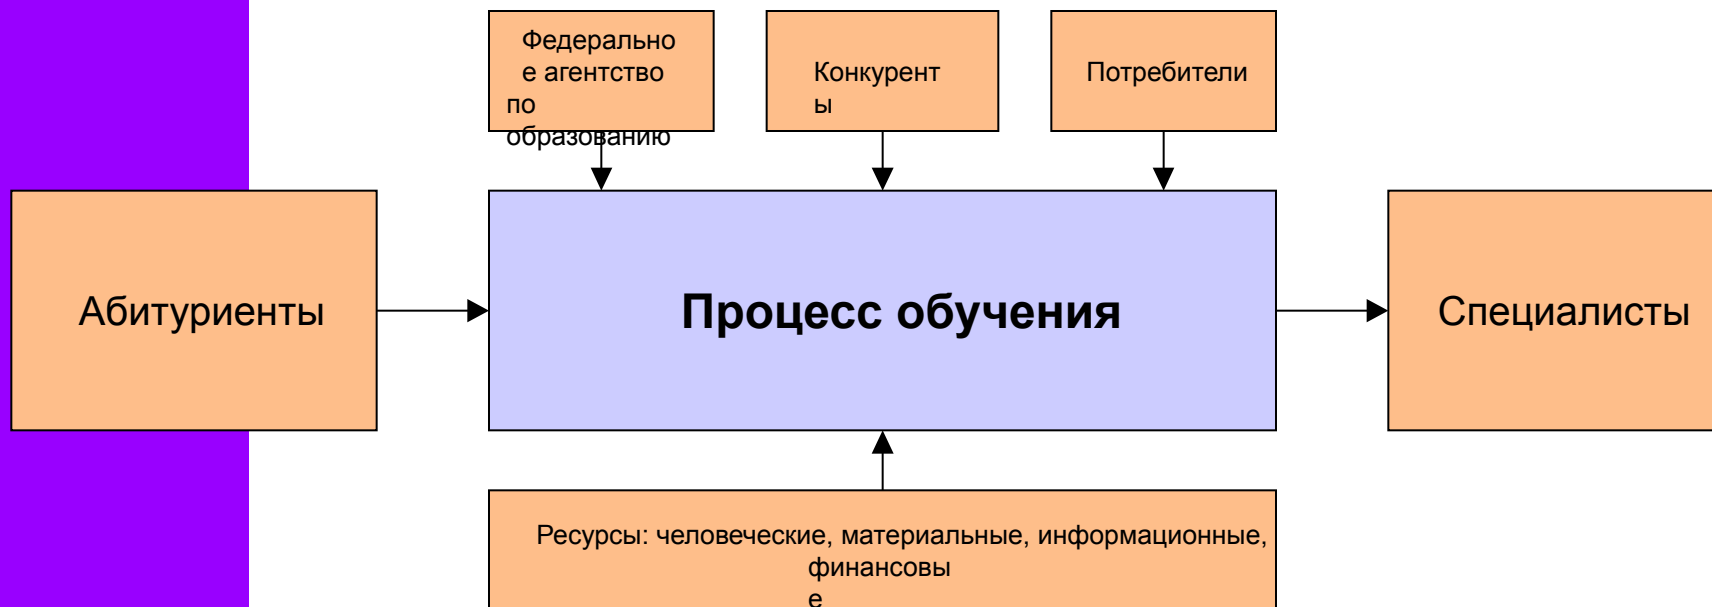 Федерально
е агентство
по
образованию
Конкурент
ы
Потребители
Абитуриенты
Процесс обучения
Специалисты
Ресурсы: человеческие, материальные, информационные,
финансовы
е